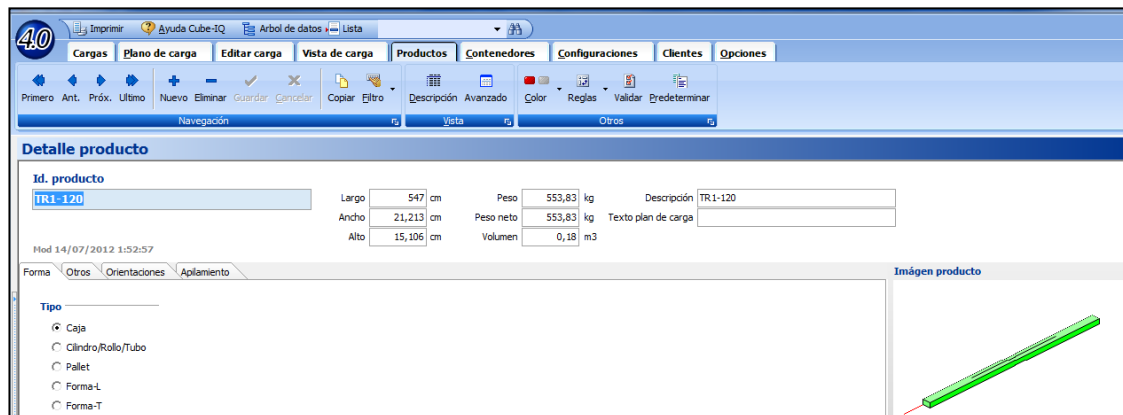 4.0
Imprimir Ayuda Cube-IQ Arbol de datos Lista
Cargas Plano de carga Editar carga Vista de carga Productos Contenedores Configuraciones Clientes Opciones
Primero Ant. Próx. Ultimo Nuevo Eliminar Guardar Cancelar Copiar Filtro Descripción Avanzado Color Reglas Validar Predeterminar
Navegación Vista Otros
Detalle producto
Id. producto
TR1-120 Largo 547 cm Peso 553,83 kg Descripción TR1-120
Ancho 21,213 cm Peso neto 553,83 kg Texto plan de carga
Alto 15,106 cm Volumen 0,18 m3
Mod 14/07/2012 1:52:57
Forma Otros Orientaciones Apilamiento Imágen producto
Tipo
Caja
Cilindro/Rollo/Tubo
Pallet
Forma-L
Forma-T